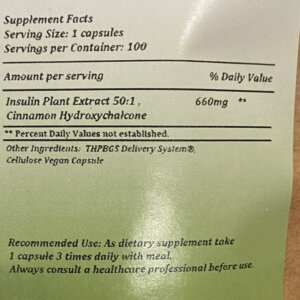 Supplement Facts
Serving Size: 1 capsules
Servings per Container: 100
Amount per serving % Daily Value
Insulin Plant Extract 50:1, 660mg **
Cinnamon Hydroxychalcone
** Percent Daily Values not established.
Other Ingredients: THPBGS Delivery System®,
Cellulose Vegan Capsule
Recommended Use: As dietary supplement take
1 capsule 3 times daily with meal.
Always consult a healthcare professional before use.